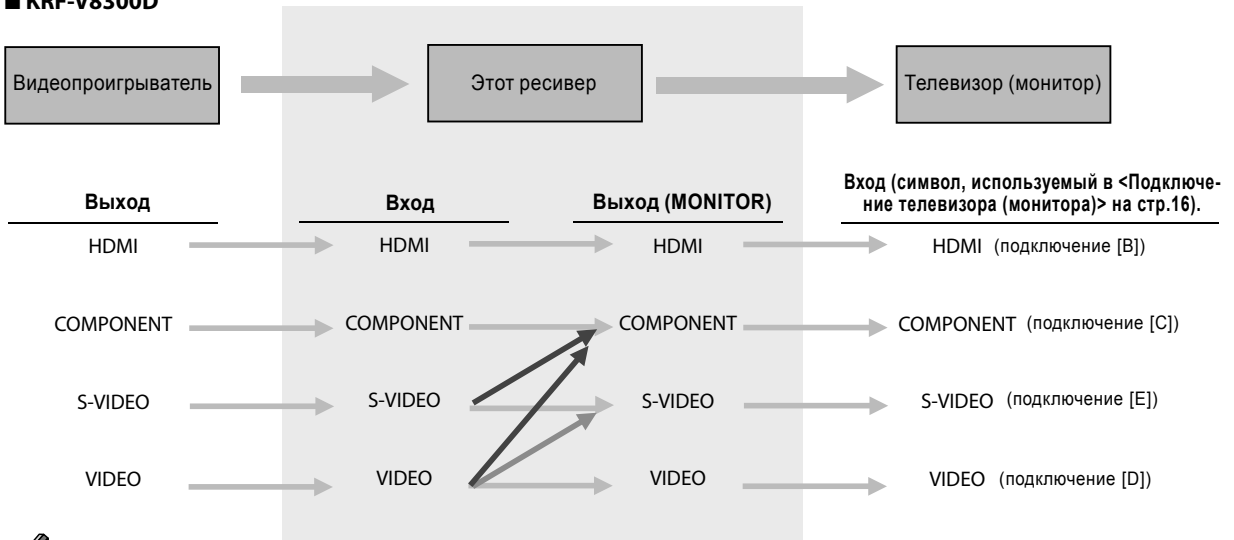 ■ KRF-V8300D
Видеопроигрыватель
Этот ресивер
Телевизор (монитор)
Выход
Вход
Выход (MONITOR)
Вход (символ, используемый в <Подключе-
ние телевизора (монитора)> на стр.16).
HDMI HDMI HDMI HDMI (подключение [B])
COMPONENT COMPONENT COMPONENT COMPONENT (подключение [C])
S-VIDEO S-VIDEO S-VIDEO S-VIDEO (подключение [E])
VIDEO VIDEO VIDEO VIDEO (подключение [D])